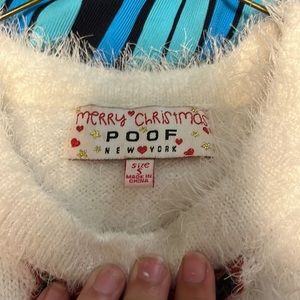 MERRY CHRISTMAS
POOF
NEW YORK
SIZE
S
MADE IN
CHINA